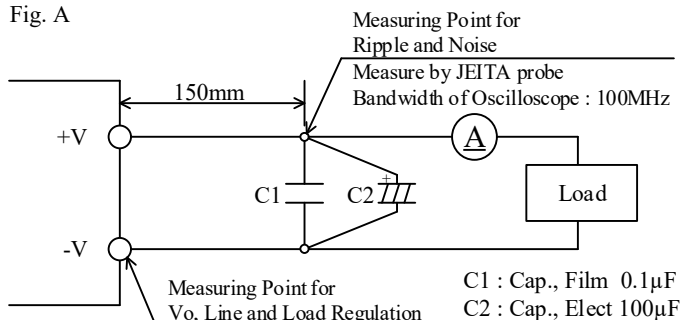 Fig. A
Measuring Point for
Ripple and Noise
Measure by JEITA probe
Bandwidth of Oscilloscope : 100MHz
150mm
+V
A
C1
+
C2
Load
-V
Measuring Point for
Vo, Line and Load Regulation
C1 : Cap., Film 0.1µF
C2 : Cap., Elect 100µF